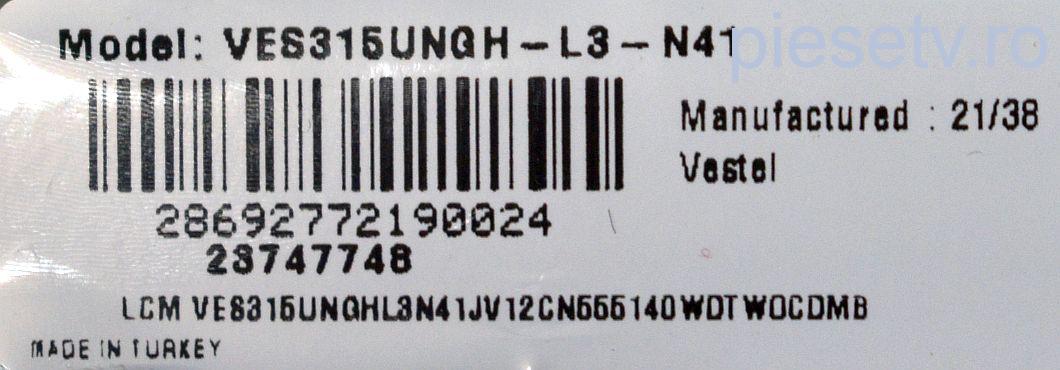 Model: VES315UNGH-L3-N41
piesetv.ro
Manufactured : 21/38
Vestel
28692772190024
23747748
LCM VES315UNGHL3N41JV12CN555140WDTWOCDMB
MADE IN TURKEY